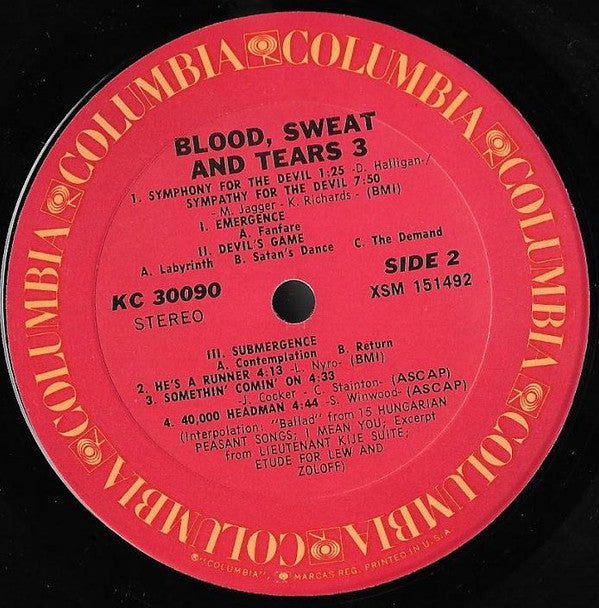 COLUMBIA COLUMBIA COLUMBIA COLUMBIA COLUMBIA COLUMBIA
BLOOD, SWEAT
AND TEARS 3
1. SYMPHONY FOR THE DEVIL 1:25 -D. Halligan-/
SYMPATHY FOR THE DEVIL 7:50
- M. Jagger - K. Richards - (BMI)
I. EMERGENCE
A. Fanfare
II. DEVIL'S GAME
A. Labyrinth B. Satan's Dance C. The Demand
KC 30090
STEREO
SIDE 2
XSM 151492
III. SUBMERGENCE
A. Contemplation B. Return
2. HE'S A RUNNER 4:13 -L. Nyro- (BMI)
3. SOMETHIN' COMIN' ON 4:33
-J. Cocker - C. Stainton- (ASCAP)
4. 40,000 HEADMAN 4:44 -S. Winwood- (ASCAP)
(Interpolation: "Ballad" from 15 HUNGARIAN
PEASANT SONGS; I MEAN YOU; Excerpt
from LIEUTENANT KIJE SUITE;
ETUDE FOR LEW AND
ZOLOFF)
® "COLUMBIA", MARCAS REG. PRINTED IN U.S.A.